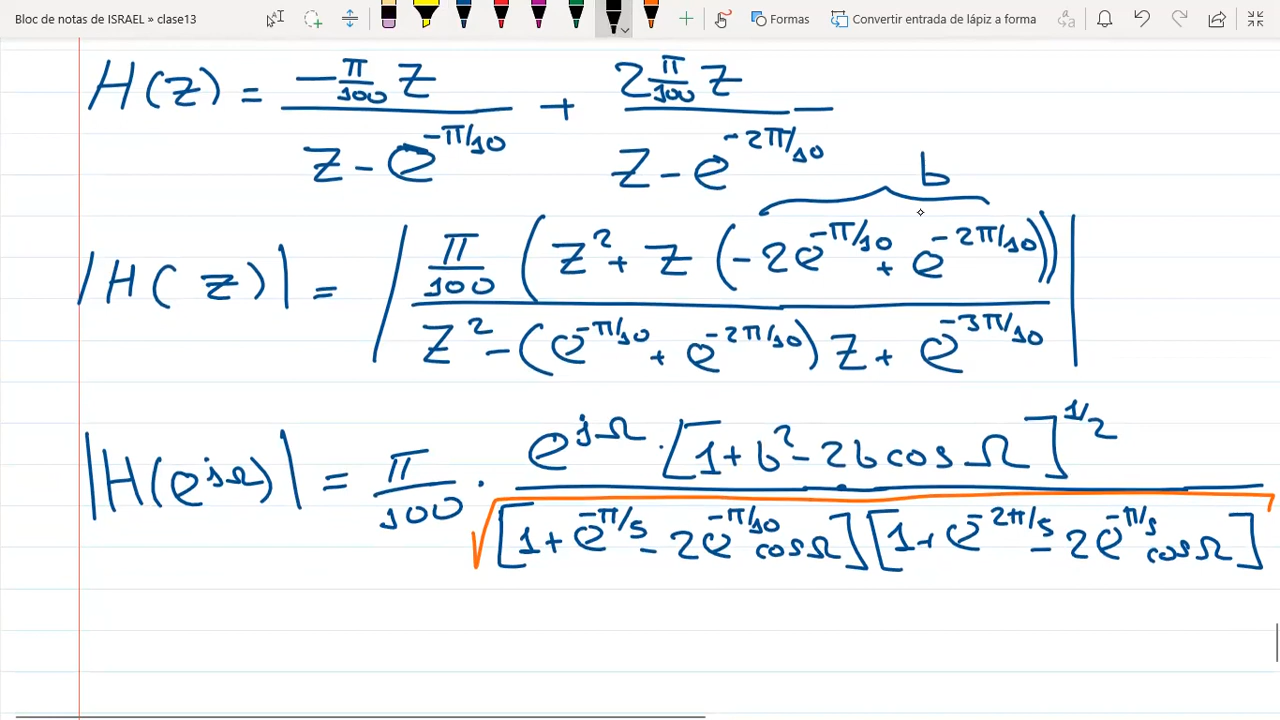 Bloc de notas de ISRAEL » clase13 Formas Convertir entrada de lápiz a forma
H(z) = (-π/100 z)/(z - e^(-π/10)) + (2π/100 z)/(z - e^(-2π/10)) -
b
|H(z)| = |(π/100 (z² + z(-2e^(-π/10) + e^(-2π/10))))/(z² - (e^(-π/10) + e^(-2π/10))z + e^(-3π/10))|
|H(e^(jΩ))| = π/100 · (e^(jΩ) · [1 + b² - 2b cos Ω]^(1/2))/√([1 + e^(-π/5) - 2e^(-π/10) cos Ω][1 + e^(-2π/5) - 2e^(-π/5) cos Ω])